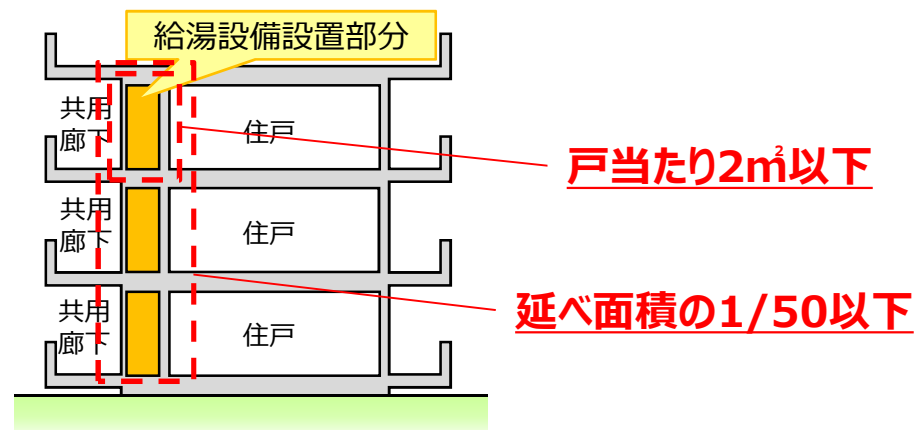 給湯設備設置部分
共用
廊下
住戸
戸当たり2㎡以下
共用
廊下
住戸
延べ面積の1/50以下
共用
廊下
住戸